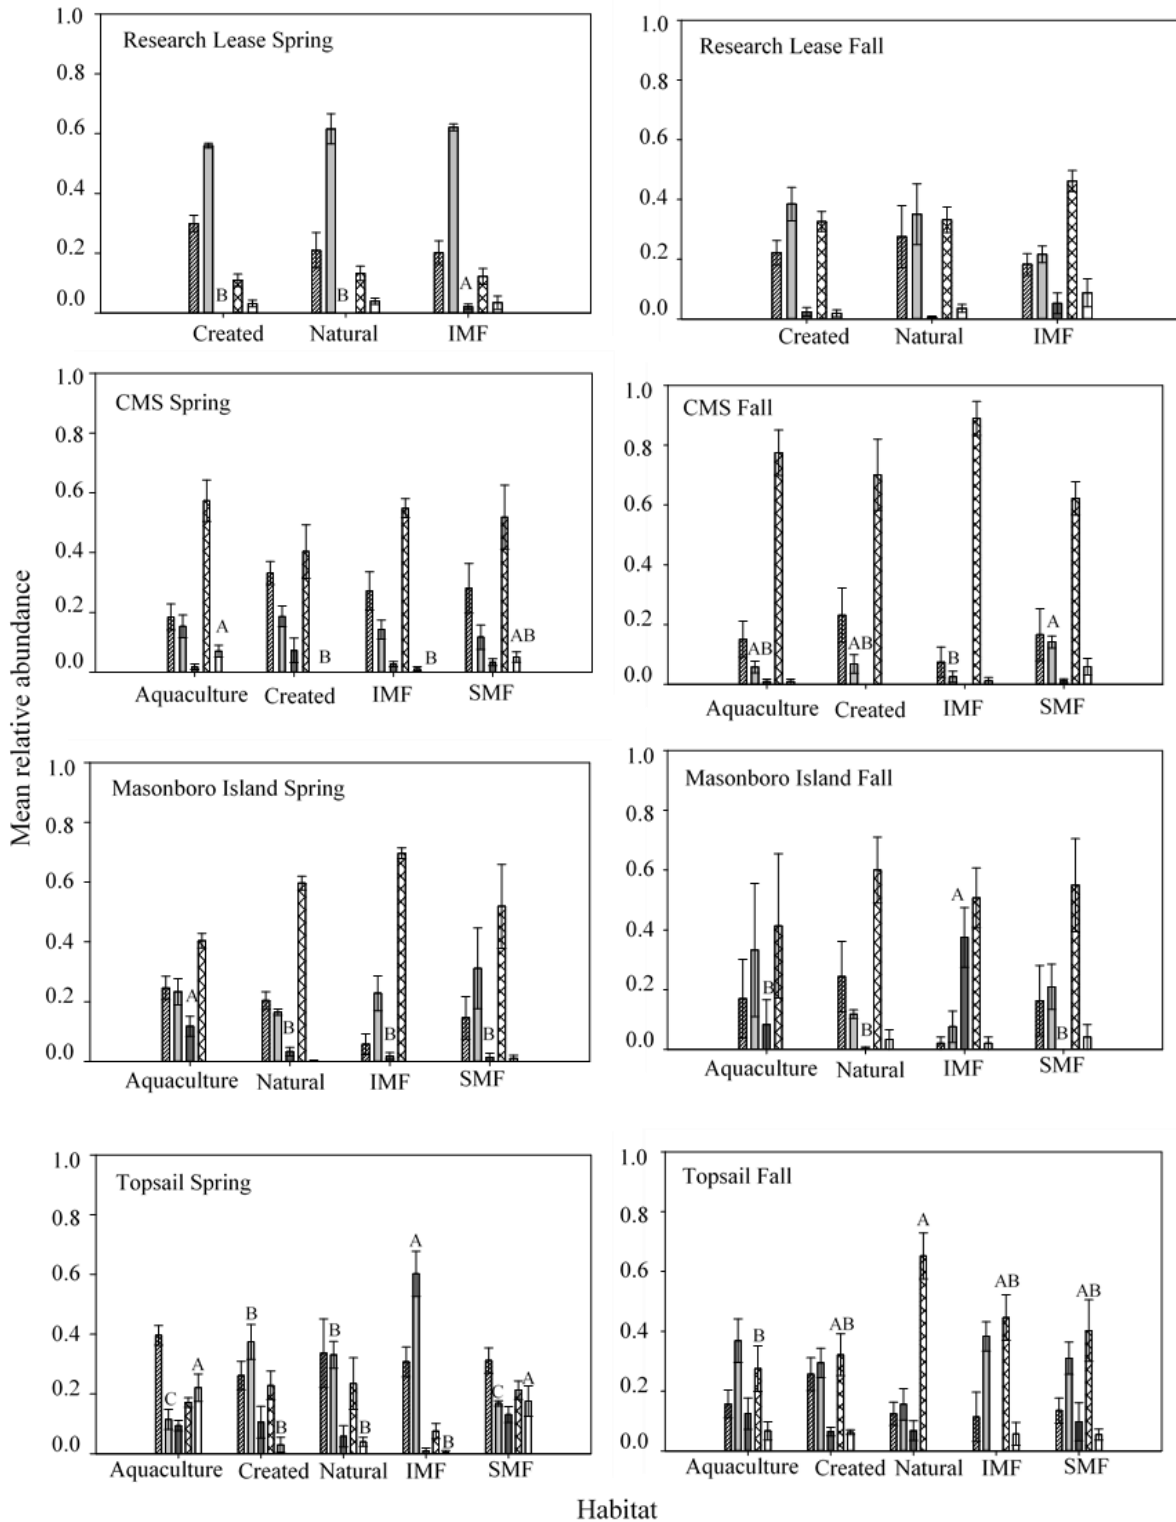 Mean relative abundance
Research Lease Spring
1.0
0.8
0.6
0.4
0.2
0.0
B B A
Created Natural IMF
Research Lease Fall
1.0
0.8
0.6
0.4
0.2
0.0
Created Natural IMF
CMS Spring
1.0
0.8
0.6
0.4
0.2
0.0
A B B AB
Aquaculture Created IMF SMF
CMS Fall
1.0
0.8
0.6
0.4
0.2
0.0
AB AB B A
Aquaculture Created IMF SMF
Masonboro Island Spring
1.0
0.8
0.6
0.4
0.2
0.0
A B B B
Aquaculture Natural IMF SMF
Masonboro Island Fall
1.0
0.8
0.6
0.4
0.2
0.0
B B A B
Aquaculture Natural IMF SMF
Topsail Spring
1.0
0.8
0.6
0.4
0.2
0.0
C A B B B B A B C A
Aquaculture Created Natural IMF SMF
Topsail Fall
1.0
0.8
0.6
0.4
0.2
0.0
B AB A AB AB
Aquaculture Created Natural IMF SMF
Habitat